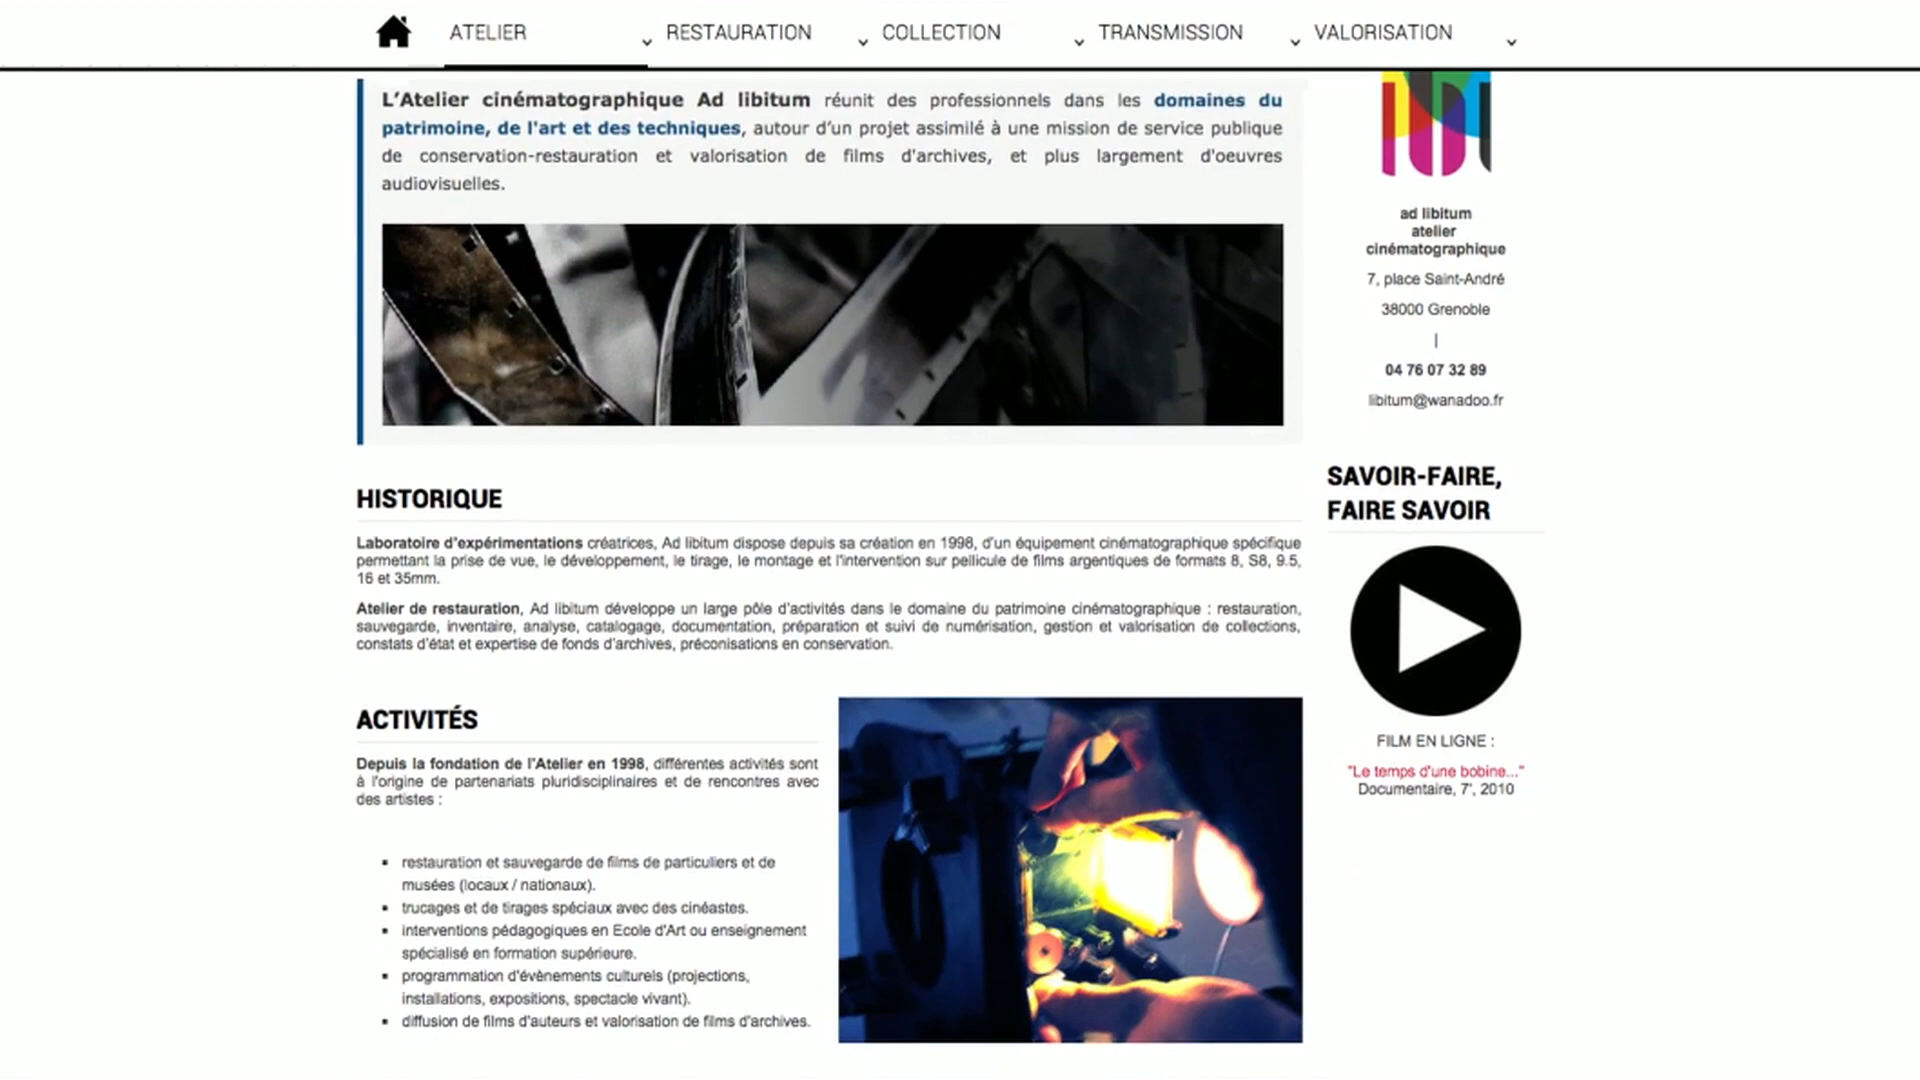 ATELIER
RESTAURATION
COLLECTION
TRANSMISSION
VALORISATION
L’Atelier cinématographique Ad libitum réunit des professionnels dans les domaines du
patrimoine, de l'art et des techniques, autour d’un projet assimilé à une mission de service publique
de conservation-restauration et valorisation de films d'archives, et plus largement d'oeuvres
audiovisuelles.
ad libitum
atelier
cinématographique
7, place Saint-André
38000 Grenoble
|
04 76 07 32 89
libitum@wanadoo.fr
HISTORIQUE
Laboratoire d'expérimentations créatrices, Ad libitum dispose depuis sa création en 1998, d'un équipement cinématographique spécifique
permettant la prise de vue, le développement, le tirage, le montage et l'intervention sur pellicule de films argentiques de formats 8, S8, 9.5,
16 et 35mm.
Atelier de restauration, Ad libitum développe un large pôle d'activités dans le domaine du patrimoine cinématographique : restauration,
sauvegarde, inventaire, analyse, catalogage, documentation, préparation et suivi de numérisation, gestion et valorisation de collections,
constats d'état et expertise de fonds d'archives, préconisations en conservation.
SAVOIR-FAIRE,
FAIRE SAVOIR
FILM EN LIGNE :
"Le temps d'une bobine..."
Documentaire, 7', 2010
ACTIVITÉS
Depuis la fondation de l'Atelier en 1998, différentes activités sont
à l'origine de partenariats pluridisciplinaires et de rencontres avec
des artistes :
▪ restauration et sauvegarde de films de particuliers et de
musées (locaux / nationaux).
▪ trucages et de tirages spéciaux avec des cinéastes.
▪ interventions pédagogiques en Ecole d'Art ou enseignement
spécialisé en formation supérieure.
▪ programmation d'évènements culturels (projections,
installations, expositions, spectacle vivant).
▪ diffusion de films d'auteurs et valorisation de films d'archives.